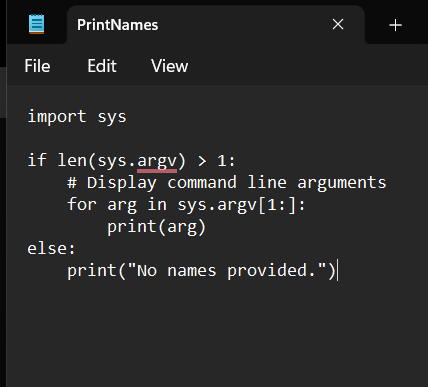 PrintNames
File Edit View
import sys
if len(sys.argv) > 1:
    # Display command line arguments
    for arg in sys.argv[1:]:
        print(arg)
else:
    print("No names provided.")